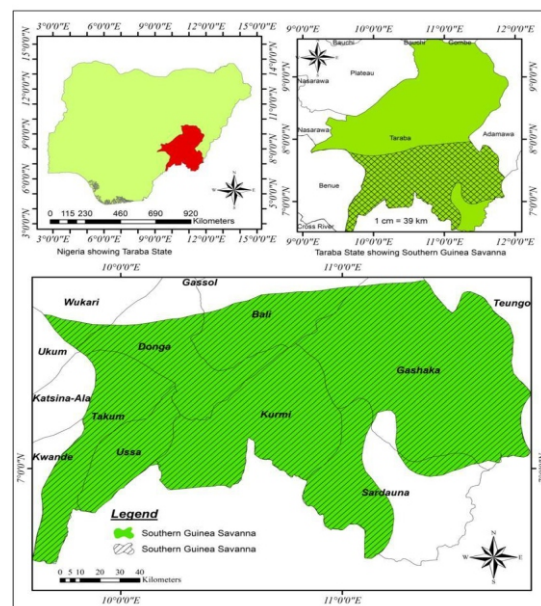 3°0'0"E 6°0'0"E 9°0'0"E 12°0'0"E 15°0'0"E
0 115 230 460 690 920
Kilometers
3°0'0"E 6°0'0"E 9°0'0"E 12°0'0"E 15°0'0"E
Nigeria showing Taraba State
9°0'0"E 10°0'0"E 11°0'0"E 12°0'0"E
Bauchi
Gombe
Plateau
Nasarawa
9°0'0"N
Nasarawa
Taraba
Adamawa
8°0'0"N
Benue
7°0'0"N
Cross River
1 cm = 39 km
9°0'0"E 10°0'0"E 11°0'0"E 12°0'0"E
Taraba State showing Southern Guinea Savanna
10°0'0"E 11°0'0"E
Gassol
Wukari
Teungo
Bali
Ukum
Donga
Gashaka
Katsina-Ala
Takum
Kurmi
Kwande
Ussa
7°0'0"N
7°0'0"N
Sardauna
Legend
Southern Guinea Savanna
Southern Guinea Savanna
0 5 10 20 30 40
Kilometers
N
W E
S
10°0'0"E 11°0'0"E